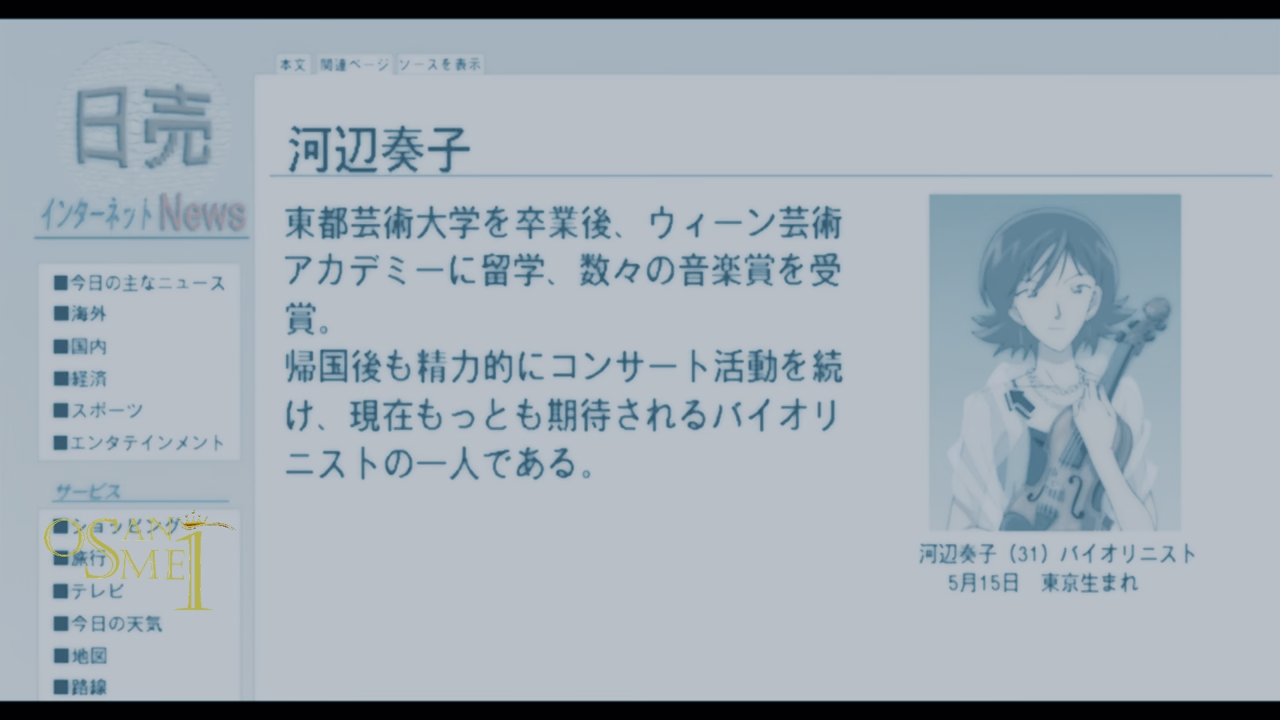 本文 関連ページ ソースを表示
日売
インターネットNews
河辺奏子
東都芸術大学を卒業後、ウィーン芸術
アカデミーに留学、数々の音楽賞を受
賞。
帰国後も精力的にコンサート活動を続
け、現在もっとも期待されるバイオリ
ニストの一人である。
河辺奏子（31）バイオリニスト
5月15日　東京生まれ
■今日の主なニュース
■海外
■国内
■経済
■スポーツ
■エンタテインメント
サービス
■ショッピング
■旅行
■テレビ
■今日の天気
■地図
■路線
OSAN
SME1